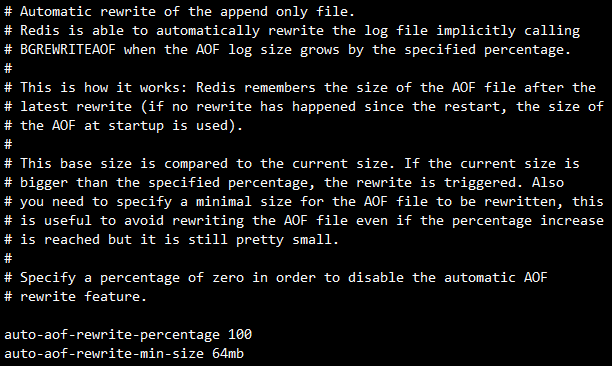 # Automatic rewrite of the append only file.
# Redis is able to automatically rewrite the log file implicitly calling
# BGREWRITEAOF when the AOF log size grows by the specified percentage.
#
# This is how it works: Redis remembers the size of the AOF file after the
# latest rewrite (if no rewrite has happened since the restart, the size of
# the AOF at startup is used).
#
# This base size is compared to the current size. If the current size is
# bigger than the specified percentage, the rewrite is triggered. Also
# you need to specify a minimal size for the AOF file to be rewritten, this
# is useful to avoid rewriting the AOF file even if the percentage increase
# is reached but it is still pretty small.
#
# Specify a percentage of zero in order to disable the automatic AOF
# rewrite feature.

auto-aof-rewrite-percentage 100
auto-aof-rewrite-min-size 64mb